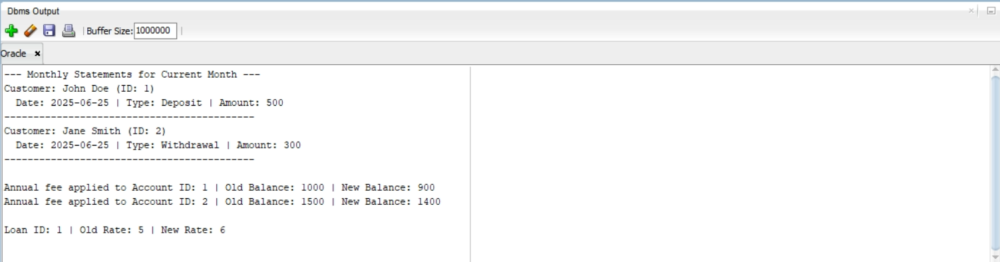 Dbms Output
Buffer Size: 1000000
Oracle
--- Monthly Statements for Current Month ---
Customer: John Doe (ID: 1)
  Date: 2025-06-25 | Type: Deposit | Amount: 500
-------------------------------------------
Customer: Jane Smith (ID: 2)
  Date: 2025-06-25 | Type: Withdrawal | Amount: 300
-------------------------------------------
Annual fee applied to Account ID: 1 | Old Balance: 1000 | New Balance: 900
Annual fee applied to Account ID: 2 | Old Balance: 1500 | New Balance: 1400
Loan ID: 1 | Old Rate: 5 | New Rate: 6